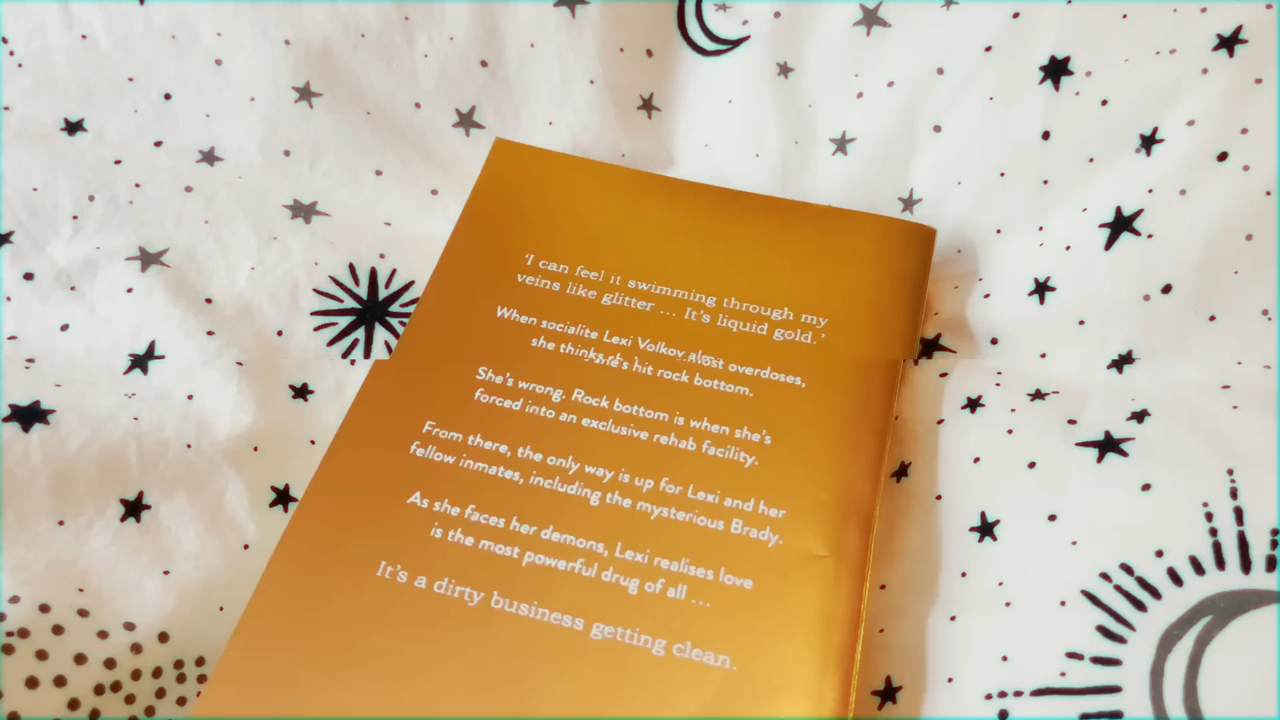 ‘I can feel it swimming through my
veins like glitter ... It’s liquid gold.’
When socialite Lexi Volkov overdoses,
she thinks she’s hit rock bottom.
She’s wrong. Rock bottom is when she’s
forced into an exclusive rehab facility.
From there, the only way is up for Lexi and her
fellow inmates, including the mysterious Brady.
As she faces her demons, Lexi realises love
is the most powerful drug of all ...
It’s a dirty business getting clean.